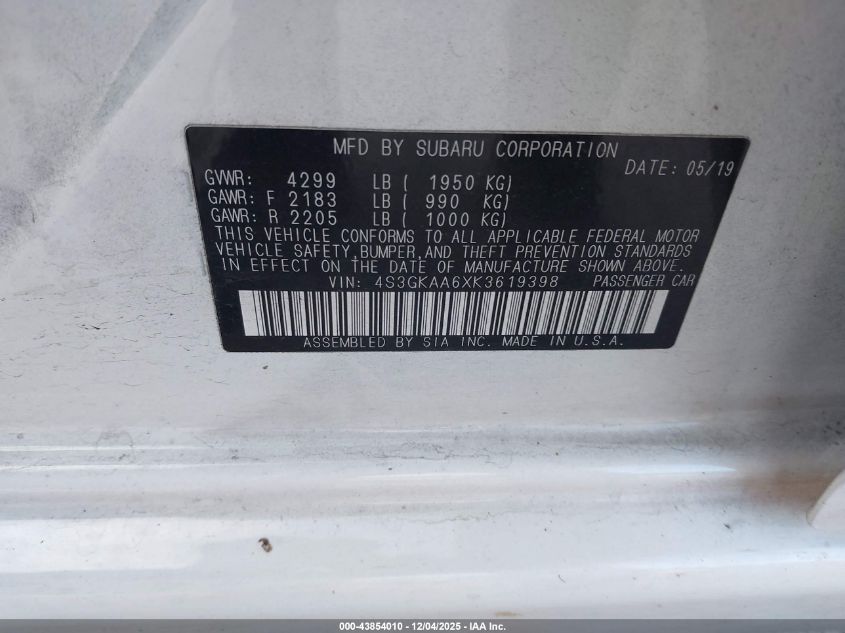 MFD BY SUBARU CORPORATION
DATE: 05/19
GVWR: 4299 LB ( 1950 KG)
GAWR: F 2183 LB ( 990 KG)
GAWR: R 2205 LB ( 1000 KG)
THIS VEHICLE CONFORMS TO ALL APPLICABLE FEDERAL MOTOR
VEHICLE SAFETY, BUMPER, AND THEFT PREVENTION STANDARDS
IN EFFECT ON THE DATE OF MANUFACTURE SHOWN ABOVE.
VIN: 4S3GKAA6XK3619398 PASSENGER CAR
ASSEMBLED BY SIA INC. MADE IN U.S.A.
000-43854010 - 12/04/2025 - IAA Inc.